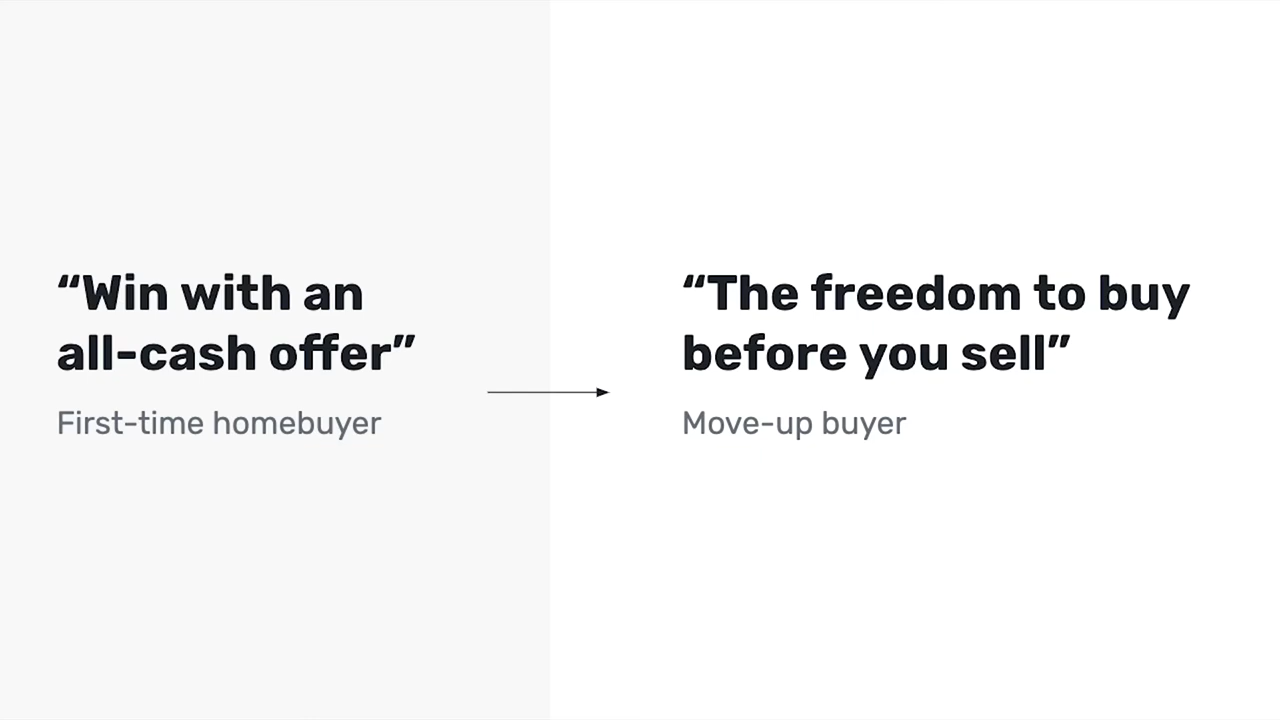 “Win with an
all-cash offer”
First-time homebuyer
“The freedom to buy
before you sell”
Move-up buyer